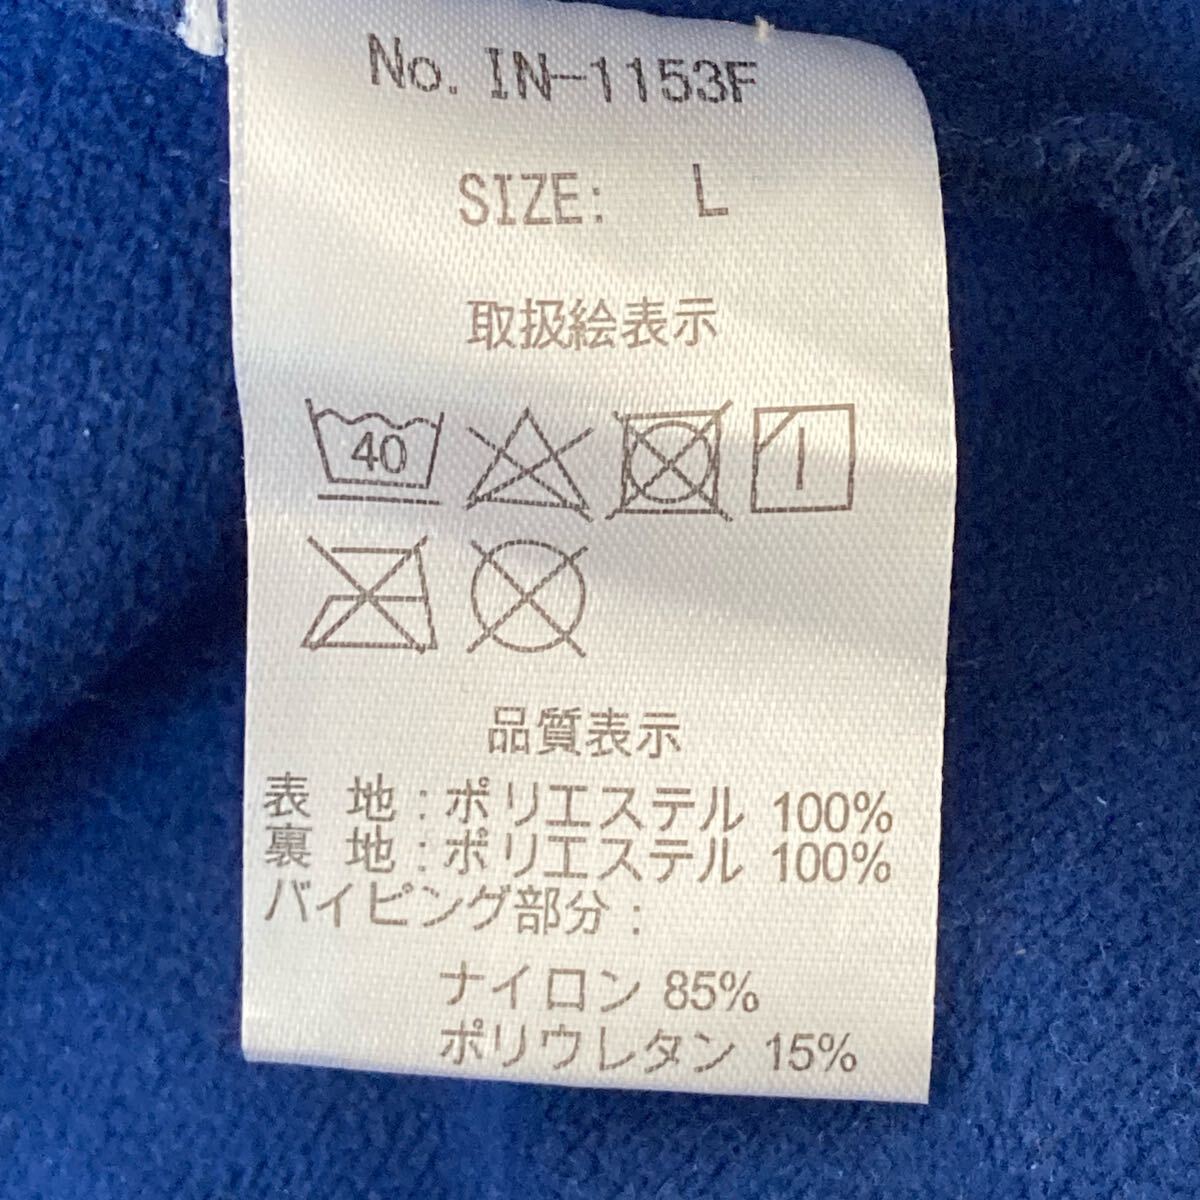 No. IN-1153F
SIZE: L
取扱絵表示
40
品質表示
表 地:ポリエステル 100%
裏 地:ポリエステル 100%
バイピング部分:
ナイロン 85%
ポリウレタン 15%